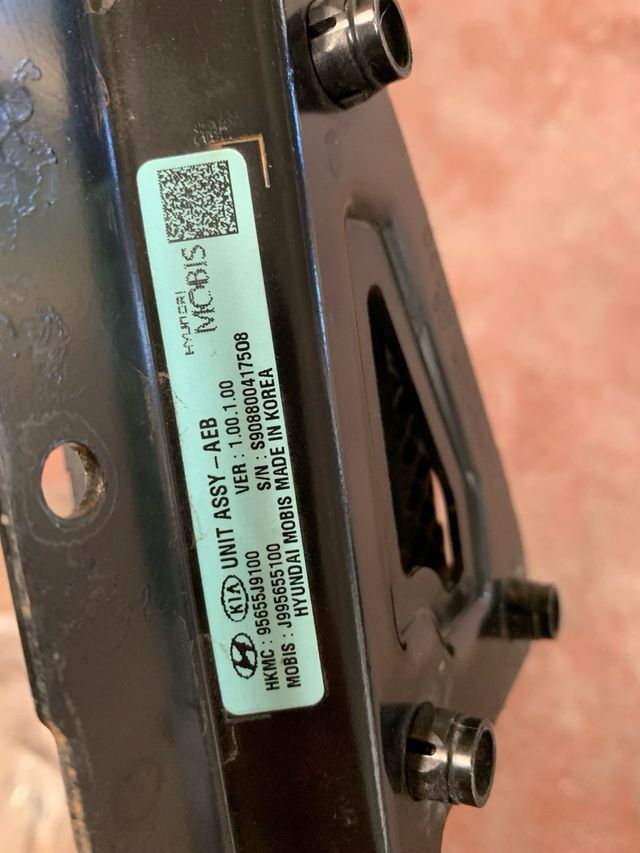 HYUNDAI
MOBIS
KIA UNIT ASSY-AEB
VER : 1.00.1.00
HKMC : 95655J9100
S/N : S908800417508
MOBIS : J995655100
HYUNDAI MOBIS MADE IN KOREA